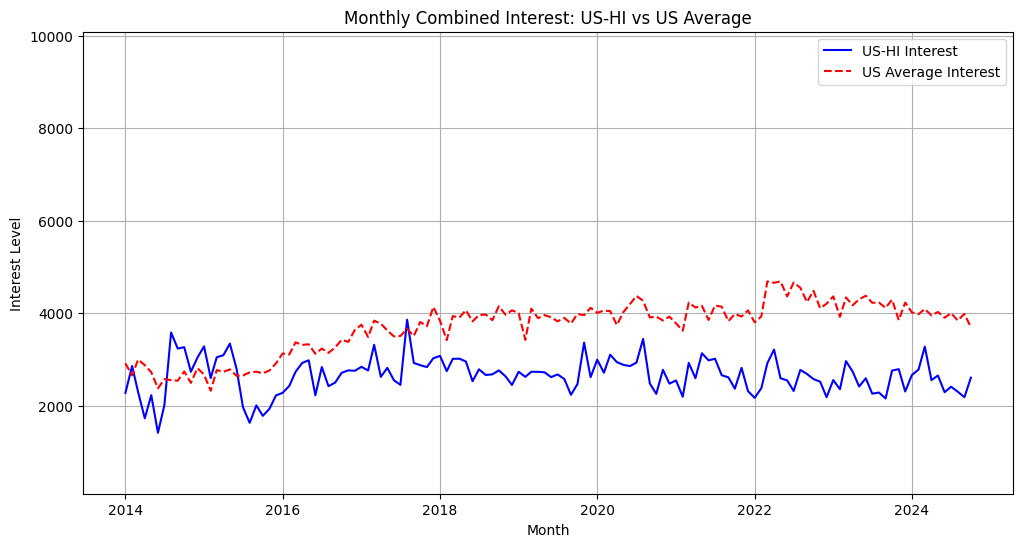 Monthly Combined Interest: US-HI vs US Average
10000
8000
6000
4000
2000
Interest Level
US-HI Interest
US Average Interest
2014 2016 2018 2020 2022 2024
Month